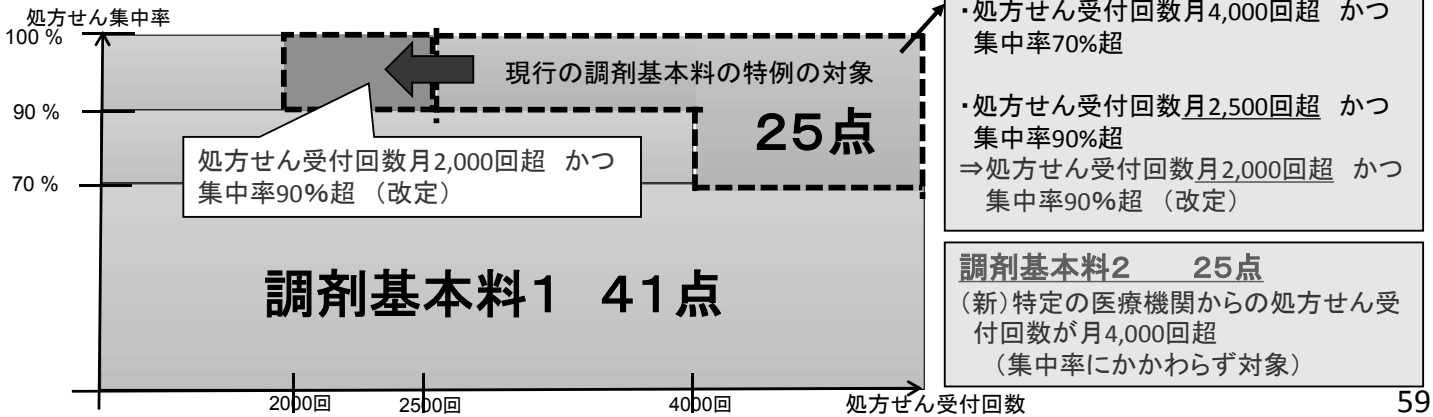 処方せん集中率
100 %
90 %
70 %
現行の調剤基本料の特例の対象
25点
処方せん受付回数月2,000回超 かつ
集中率90%超 （改定）
調剤基本料1 41点
2000回
2500回
4000回
処方せん受付回数
・処方せん受付回数月4,000回超 かつ
集中率70%超
・処方せん受付回数月2,500回超 かつ
集中率90%超
⇒処方せん受付回数月2,000回超 かつ
集中率90%超 （改定）
調剤基本料2 25点
（新）特定の医療機関からの処方せん受
付回数が月4,000回超
（集中率にかかわらず対象）
59